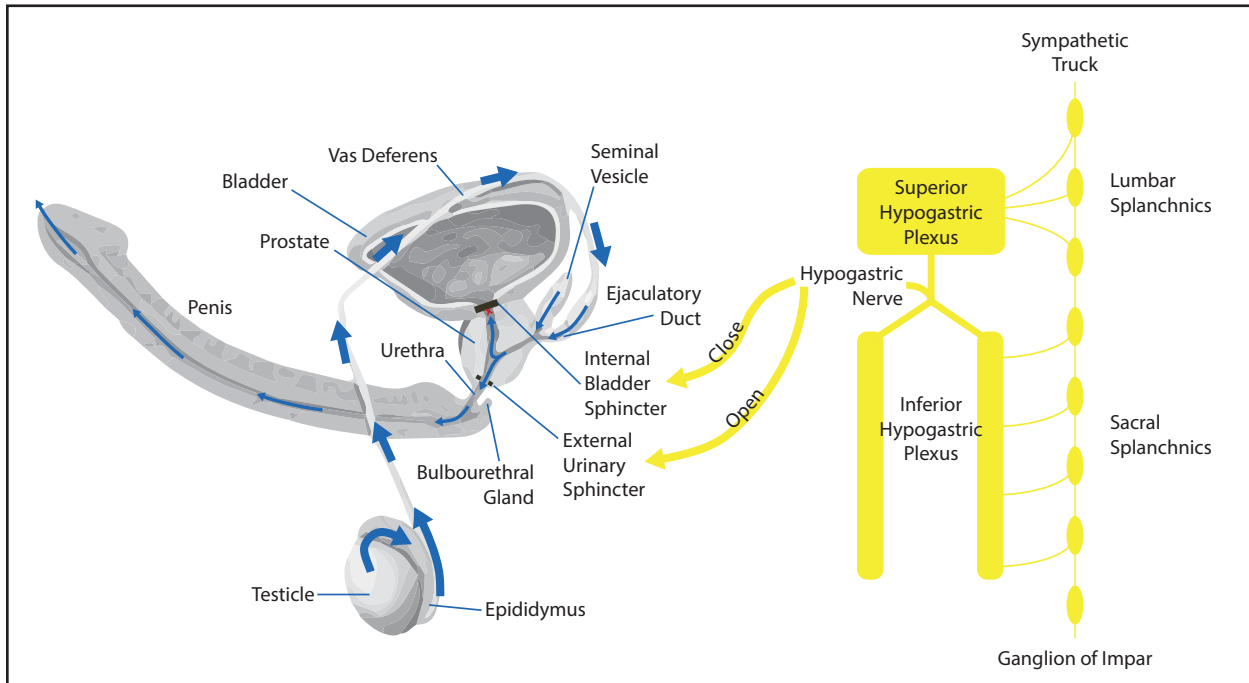 Sympathetic
Truck
Vas Deferens
Seminal
Vesicle
Bladder
Superior
Hypogastric
Plexus
Lumbar
Splanchnics
Prostate
Hypogastric
Nerve
Penis
Ejaculatory
Duct
Close
Urethra
Internal
Bladder
Sphincter
Open
Inferior
Hypogastric
Plexus
Sacral
Splanchnics
External
Urinary
Sphincter
Bulbourethral
Gland
Testicle
Epididymus
Ganglion of Impar